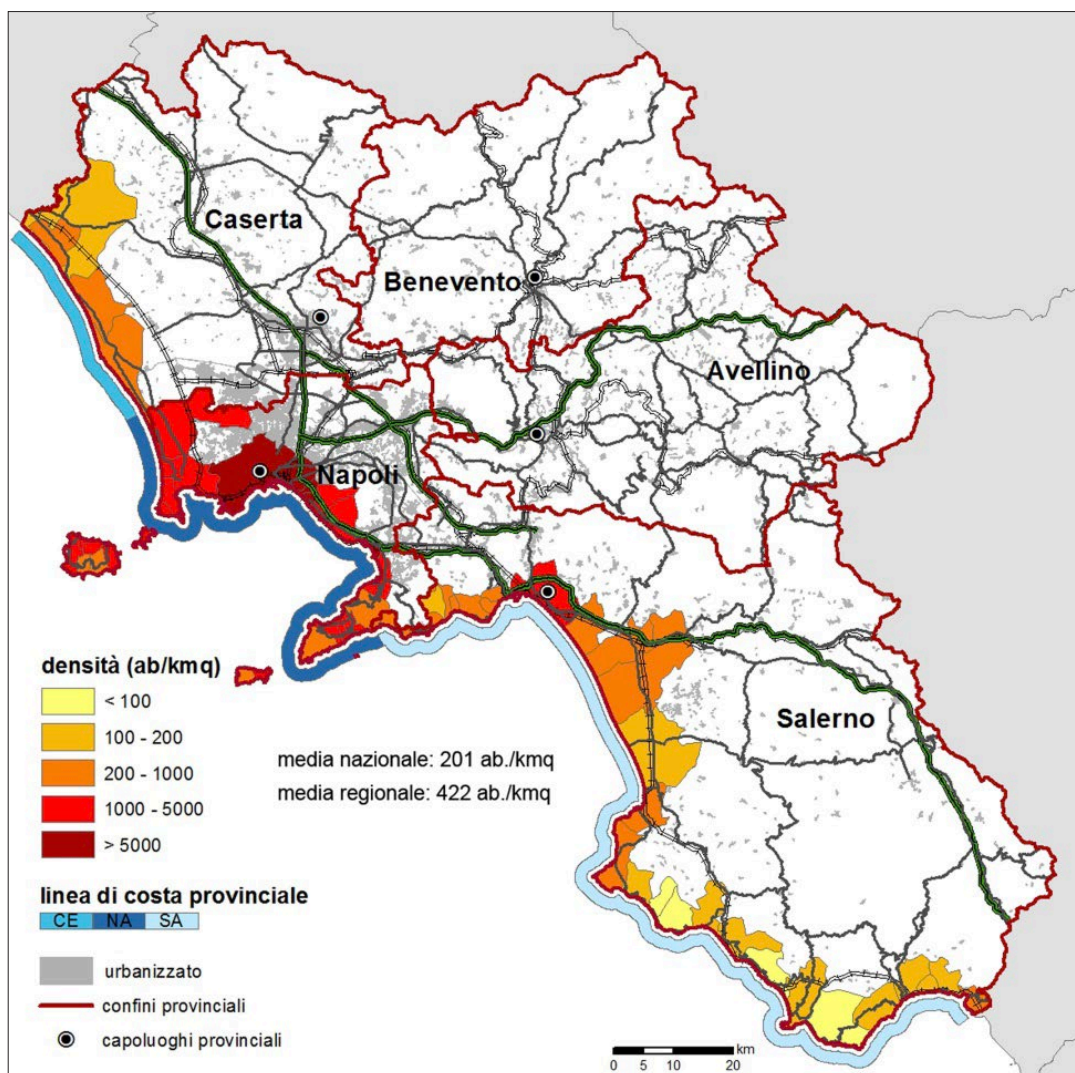 Caserta
Benevento
Avellino
Napoli
Salerno
densità (ab/kmq)
< 100
100 - 200
200 - 1000
1000 - 5000
> 5000
media nazionale: 201 ab./kmq
media regionale: 422 ab./kmq
linea di costa provinciale
CE NA SA
urbanizzato
confini provinciali
capoluoghi provinciali
km
0 5 10 20